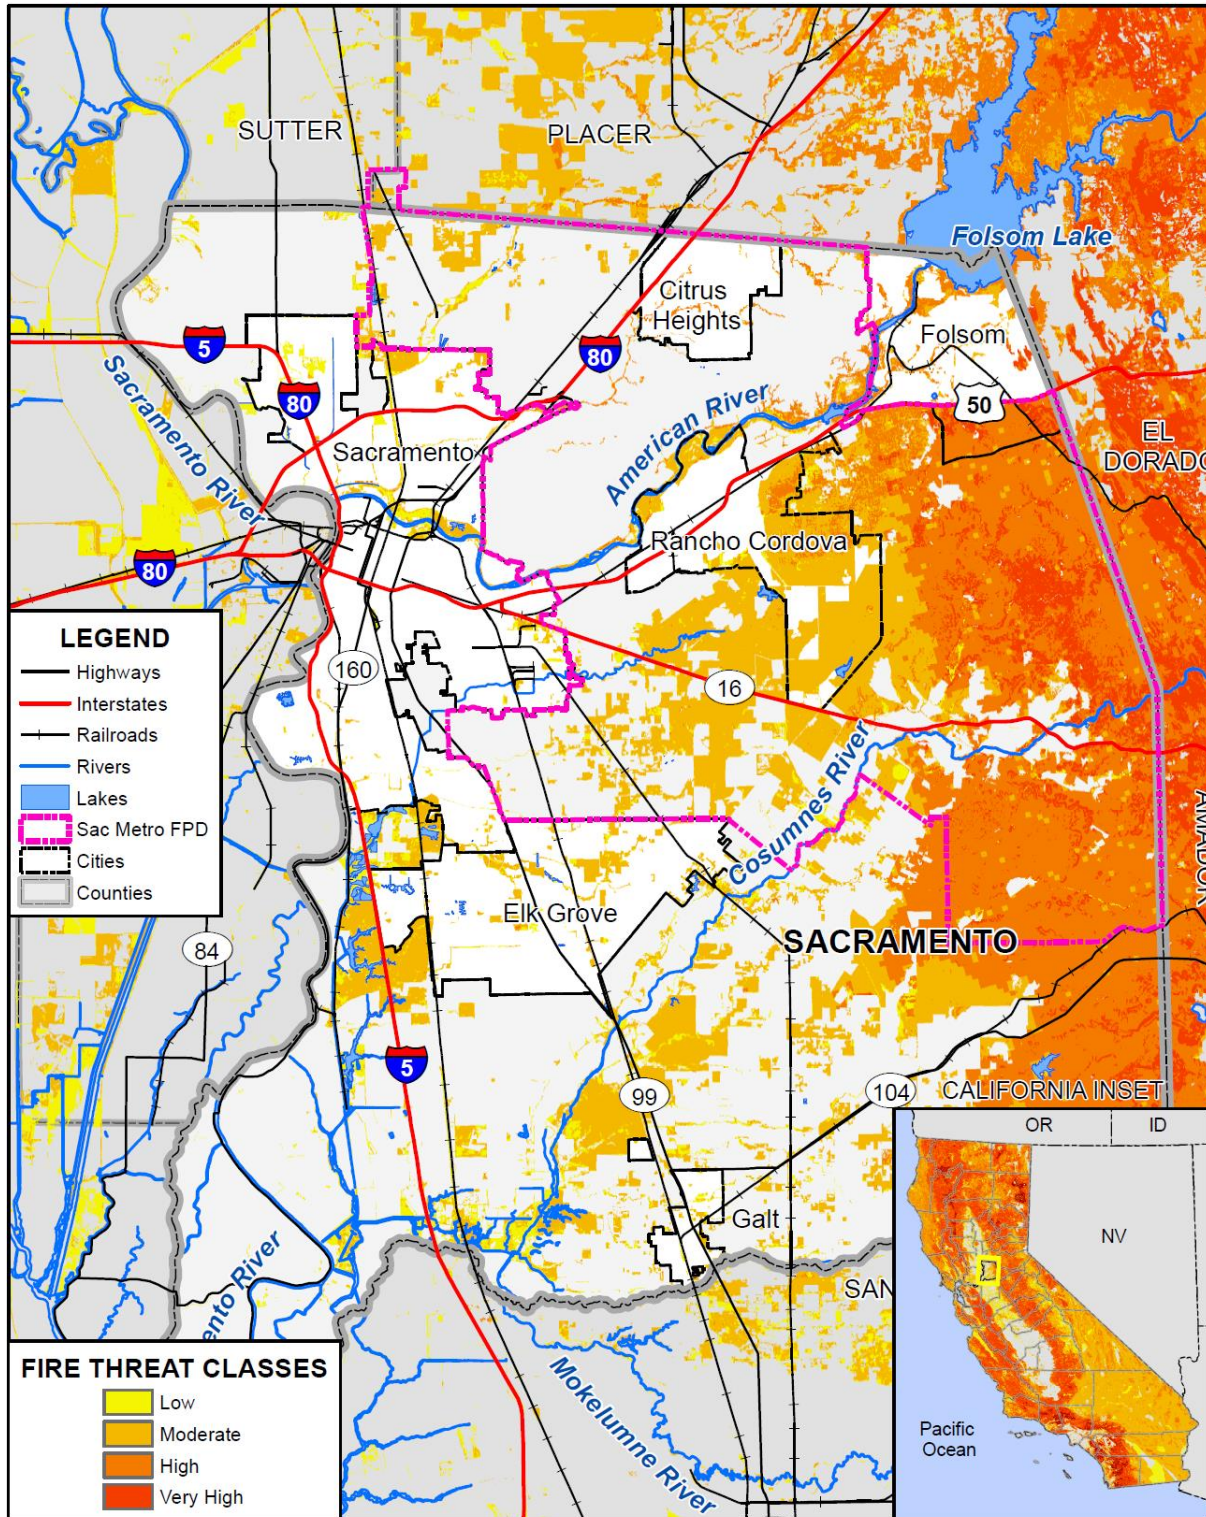 SUTTER
PLACER
Folsom Lake
Citrus
Heights
Folsom
5
80
80
50
Sacramento River
American River
EL
DORADO
Sacramento
Rancho Cordova
80
LEGEND
Highways
Interstates
Railroads
Rivers
Lakes
Sac Metro FPD
Cities
Counties
160
16
Cosumnes River
AMADOR
Elk Grove
SACRAMENTO
84
5
99
104
CALIFORNIA INSET
OR
ID
NV
Pacific
Ocean
Galt
SAN
ento River
Mokelumne River
FIRE THREAT CLASSES
Low
Moderate
High
Very High